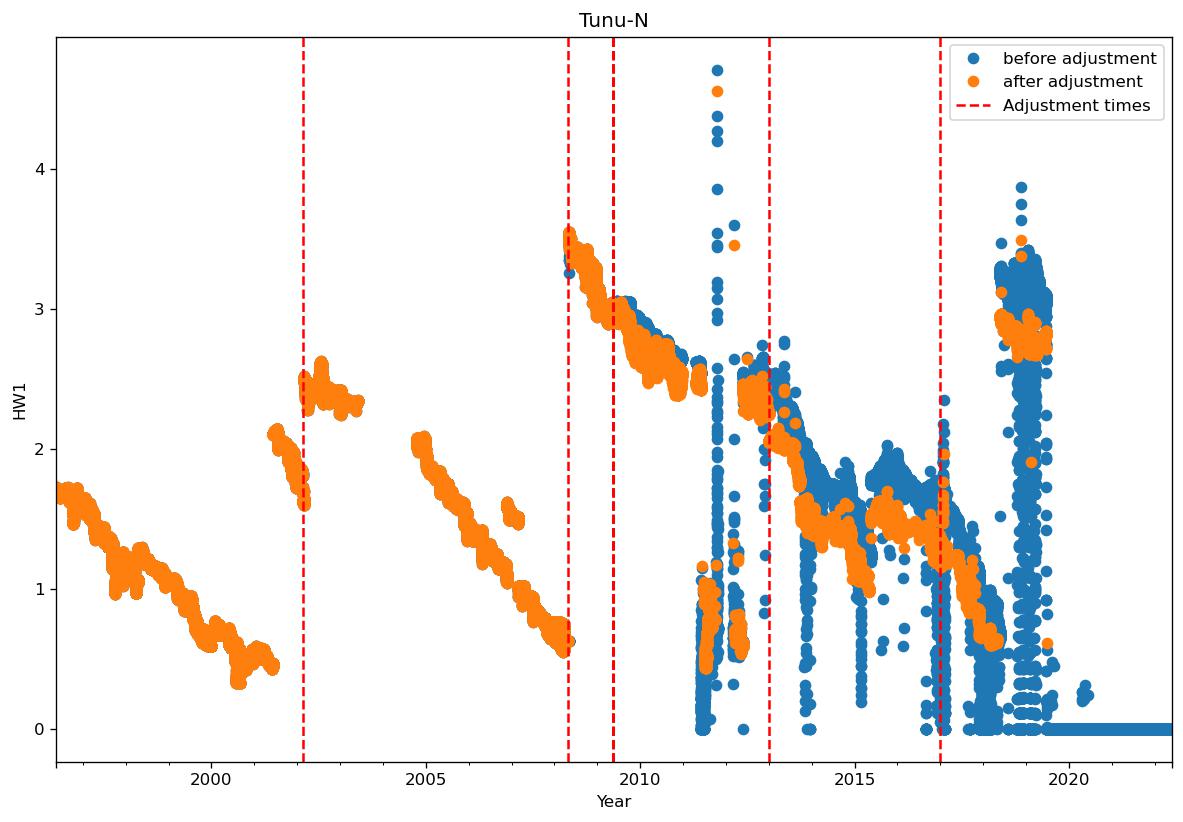 Tunu-N
before adjustment
after adjustment
Adjustment times
HW1
4
3
2
1
0
2000
2005
2010
2015
2020
Year